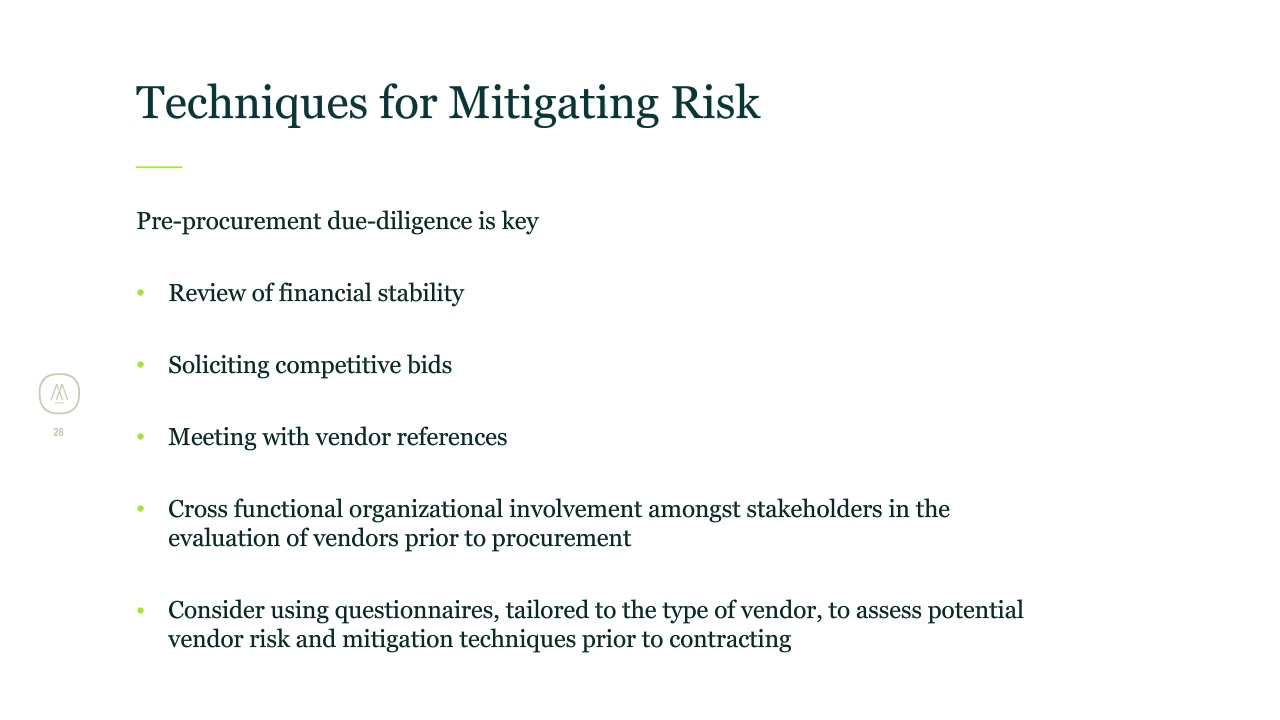 Techniques for Mitigating Risk
Pre-procurement due-diligence is key
• Review of financial stability
• Soliciting competitive bids
• Meeting with vendor references
• Cross functional organizational involvement amongst stakeholders in the
evaluation of vendors prior to procurement
• Consider using questionnaires, tailored to the type of vendor, to assess potential
vendor risk and mitigation techniques prior to contracting
28